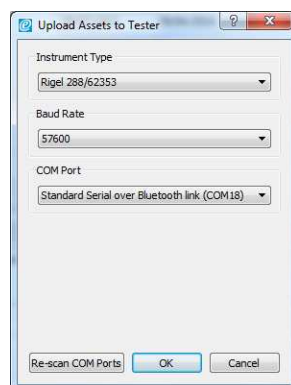 Upload Assets to Tester
Instrument Type
Rigel 288/62353
Baud Rate
57600
COM Port
Standard Serial over Bluetooth link (COM18)
Re-scan COM Ports OK Cancel